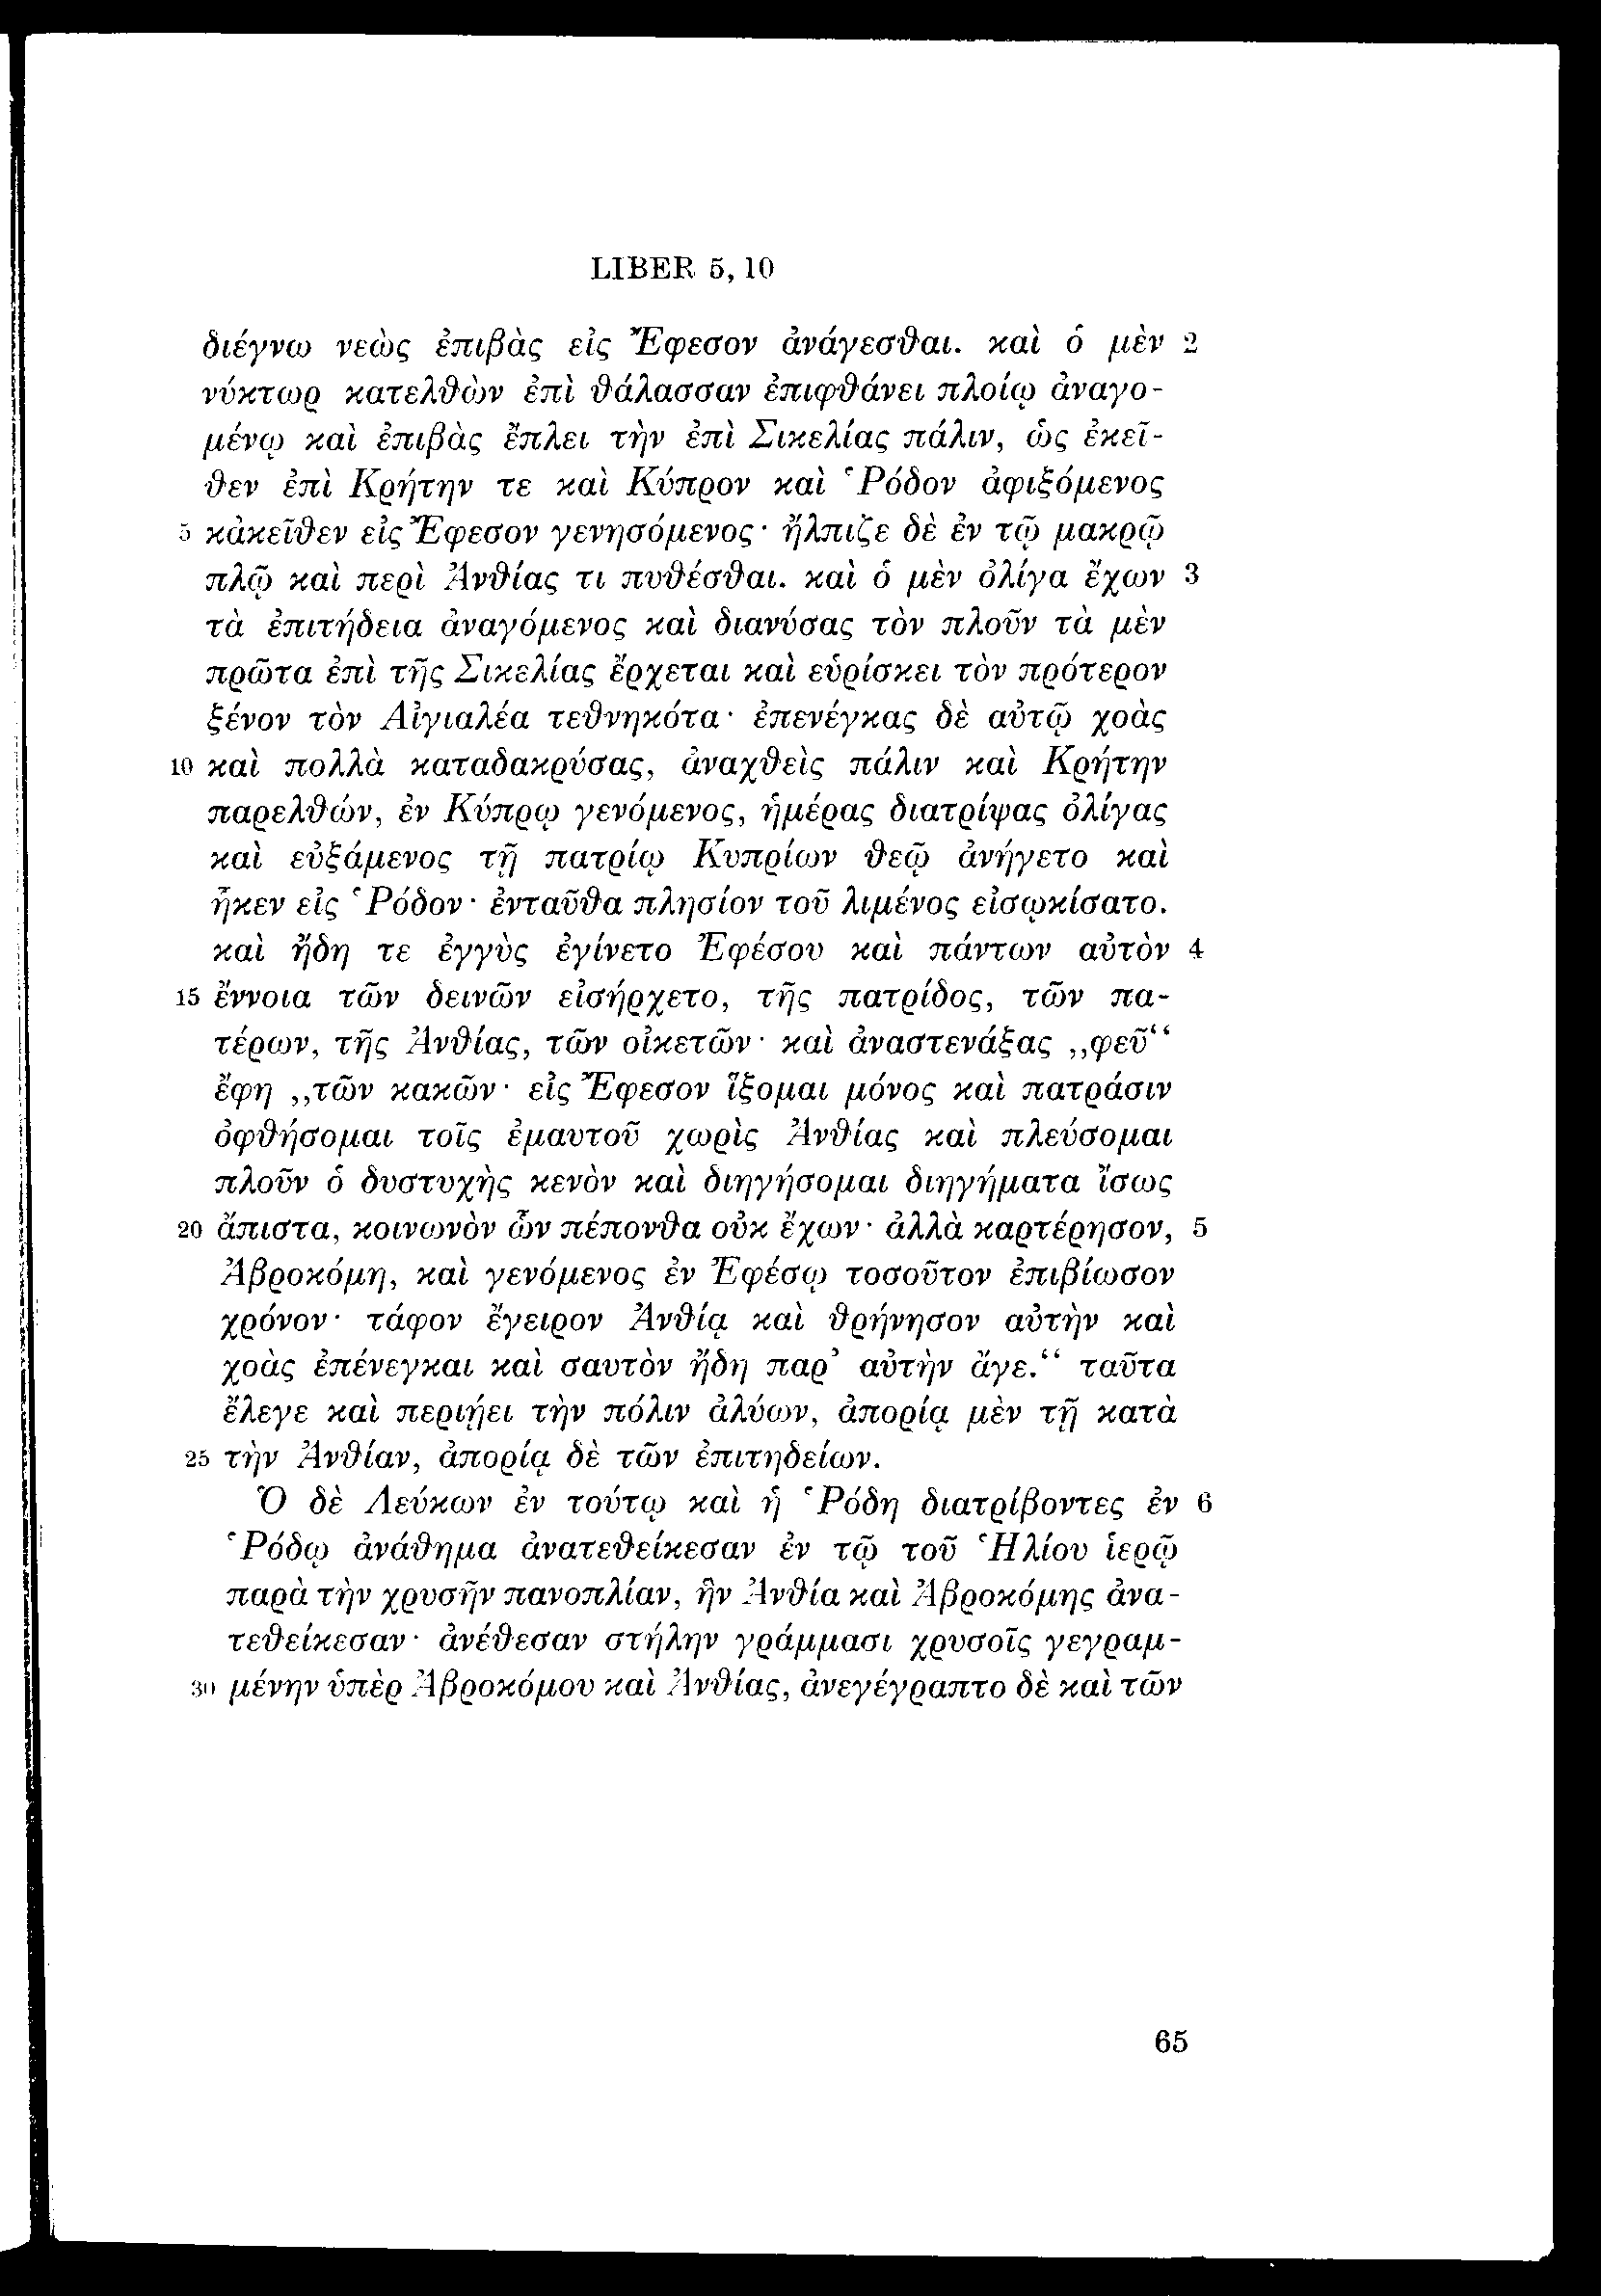 LIBER 5, 10
διέγνω νεὼς ἐπιβὰς εἰς Ἔφεσον ἀνάγεσθαι. καὶ ὁ μὲν 2
νύκτωρ κατελθὼν ἐπὶ θάλασσαν ἐπιφθάνει πλοίῳ ἀναγο-
μένῳ καὶ ἐπιβὰς ἔπλει τὴν ἐπὶ Σικελίας πάλιν, ὡς ἐκεῖ-
θεν ἐπὶ Κρήτην τε καὶ Κύπρον καὶ Ῥόδον ἀφιξόμενος
5 κἀκεῖθεν εἰς Ἔφεσον γενησόμενος· ἤλπιζε δὲ ἐν τῷ μακρῷ
πλῷ καὶ περὶ Ἀνθίας τι πυθέσθαι. καὶ ὁ μὲν ὀλίγα ἔχων 3
τὰ ἐπιτήδεια ἀναγόμενος καὶ διανύσας τὸν πλοῦν τὰ μὲν
πρῶτα ἐπὶ τῆς Σικελίας ἔρχεται καὶ εὑρίσκει τὸν πρότερον
ξένον τὸν Αἰγιαλέα τεθνηκότα· ἐπενέγκας δὲ αὐτῷ χοὰς
10 καὶ πολλὰ καταδακρύσας, ἀναχθεὶς πάλιν καὶ Κρήτην
παρελθών, ἐν Κύπρῳ γενόμενος, ἡμέρας διατρίψας ὀλίγας
καὶ εὐξάμενος τῇ πατρίῳ Κυπρίων θεῷ ἀνήγετο καὶ
ἧκεν εἰς Ῥόδον· ἐνταῦθα πλησίον τοῦ λιμένος εἰσῳκίσατο.
καὶ ἤδη τε ἐγγὺς ἐγίνετο Ἐφέσου καὶ πάντων αὐτὸν 4
15 ἔννοια τῶν δεινῶν εἰσήρχετο, τῆς πατρίδος, τῶν πα-
τέρων, τῆς Ἀνθίας, τῶν οἰκετῶν· καὶ ἀναστενάξας „φεῦ“
ἔφη „τῶν κακῶν· εἰς Ἔφεσον ἵξομαι μόνος καὶ πατράσιν
ὀφθήσομαι τοῖς ἐμαυτοῦ χωρὶς Ἀνθίας καὶ πλεύσομαι
πλοῦν ὁ δυστυχὴς κενὸν καὶ διηγήσομαι διηγήματα ἴσως
20 ἄπιστα, κοινωνὸν ὧν πέπονθα οὐκ ἔχων· ἀλλὰ καρτέρησον, 5
Ἁβροκόμη, καὶ γενόμενος ἐν Ἐφέσῳ τοσοῦτον ἐπιβίωσον
χρόνον· τάφον ἔγειρον Ἀνθίᾳ καὶ θρήνησον αὐτὴν καὶ
χοὰς ἐπένεγκαι καὶ σαυτὸν ἤδη παρ’ αὐτὴν ἄγε.“ ταῦτα
ἔλεγε καὶ περιῄει τὴν πόλιν ἀλύων, ἀπορίᾳ μὲν τῇ κατὰ
25 τὴν Ἀνθίαν, ἀπορίᾳ δὲ τῶν ἐπιτηδείων.
Ὁ δὲ Λεύκων ἐν τούτῳ καὶ ἡ Ῥόδη διατρίβοντες ἐν 6
Ῥόδῳ ἀνάθημα ἀνατεθείκεσαν ἐν τῷ τοῦ Ἡλίου ἱερῷ
παρὰ τὴν χρυσῆν πανοπλίαν, ἣν Ἀνθία καὶ Ἁβροκόμης ἀνα-
τεθείκεσαν· ἀνέθεσαν στήλην γράμμασι χρυσοῖς γεγραμ-
30 μένην ὑπὲρ Ἁβροκόμου καὶ Ἀνθίας, ἀνεγέγραπτο δὲ καὶ τῶν
65